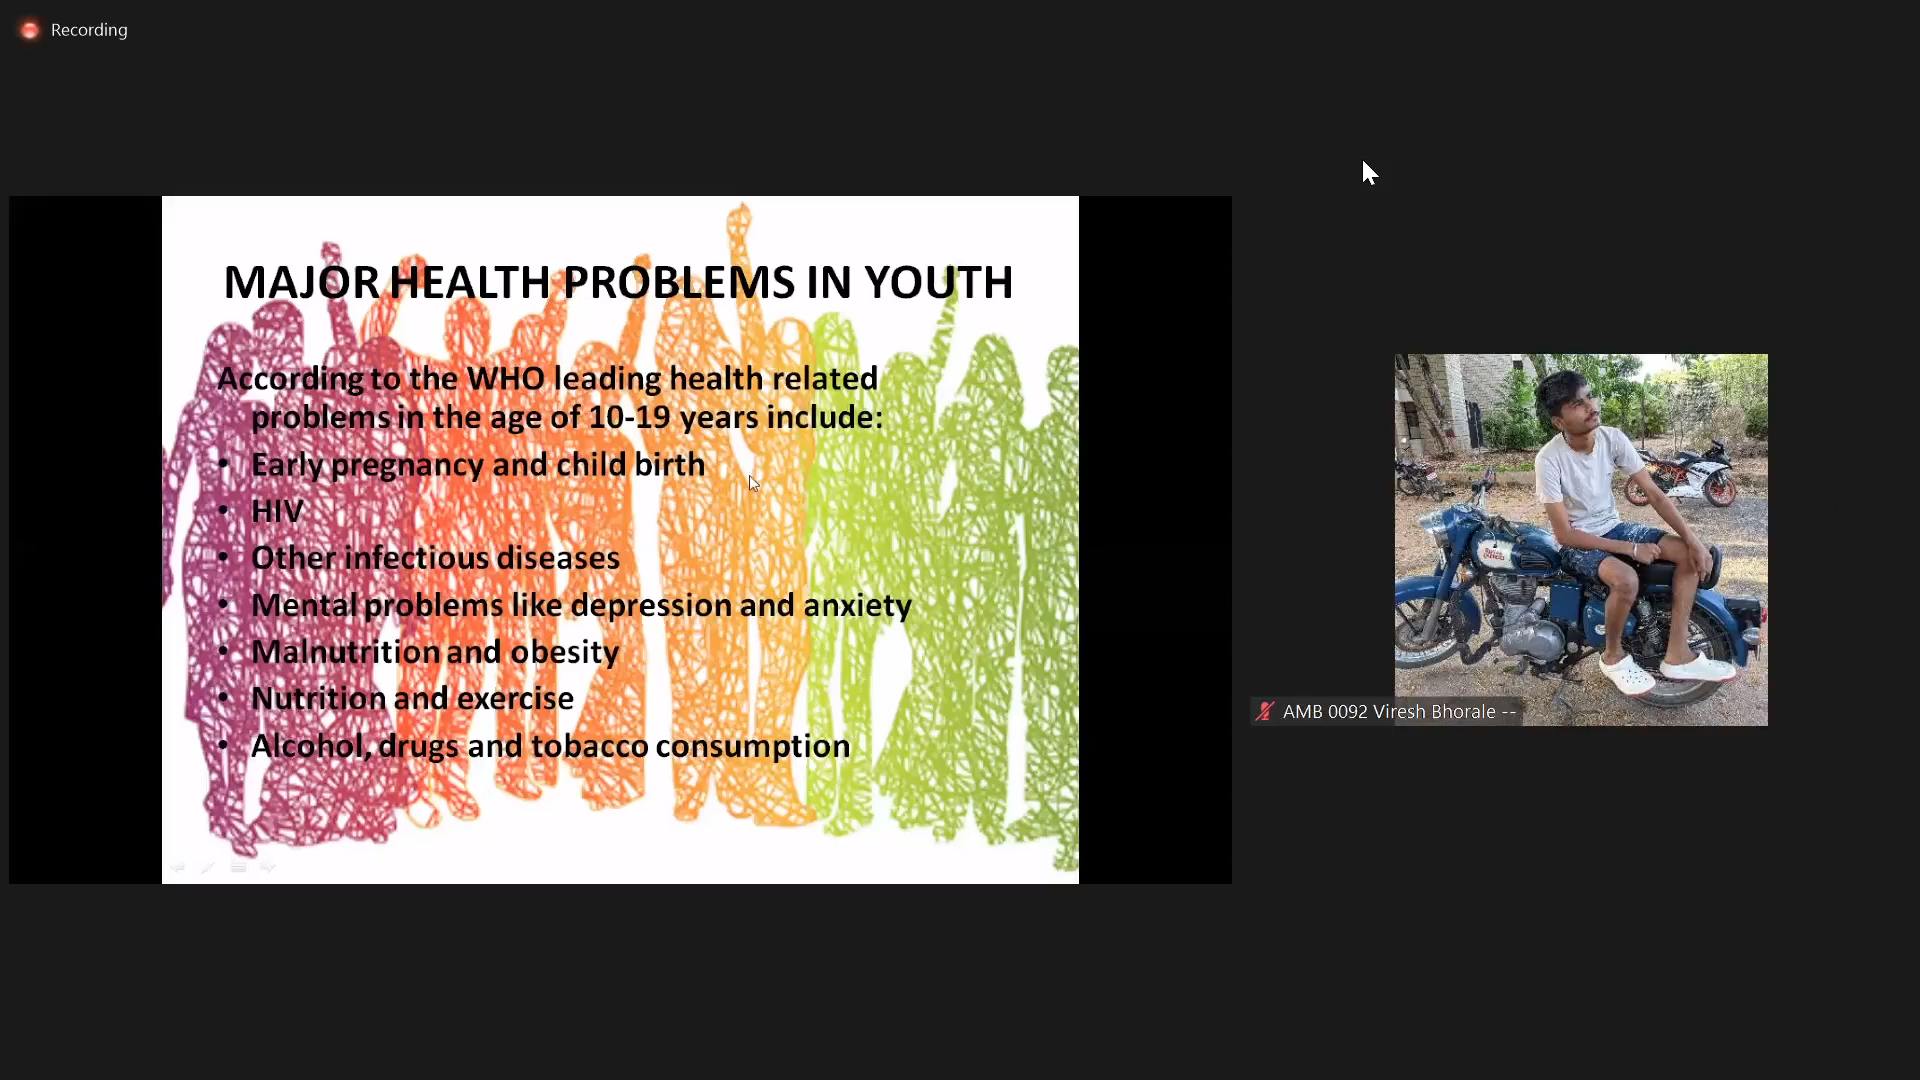 Recording
MAJOR HEALTH PROBLEMS IN YOUTH
According to the WHO leading health related
problems in the age of 10-19 years include:
• Early pregnancy and child birth
• HIV
• Other infectious diseases
• Mental problems like depression and anxiety
• Malnutrition and obesity
• Nutrition and exercise
• Alcohol, drugs and tobacco consumption
AMB 0092 Viresh Bhorale --